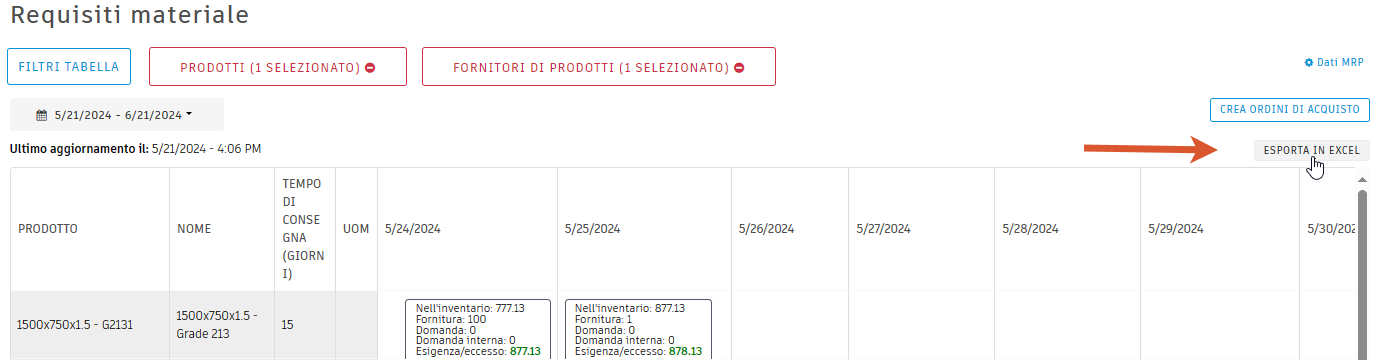 Requisiti materiale
FILTRI TABELLA
PRODOTTI (1 SELEZIONATO)
FORNITORI DI PRODOTTI (1 SELEZIONATO)
Dati MRP
5/21/2024 - 6/21/2024
CREA ORDINI DI ACQUISTO
Ultimo aggiornamento il: 5/21/2024 - 4:06 PM
ESPORTA IN EXCEL
PRODOTTO
NOME
TEMPO
DI
CONSE
GNA
(GIORN
I)
UOM
5/24/2024
5/25/2024
5/26/2024
5/27/2024
5/28/2024
5/29/2024
5/30/202
1500x750x1.5 - G2131
1500x750x1.5 -
Grade 213
15
Nell'inventario: 777.13
Fornitura: 100
Domanda: 0
Domanda interna: 0
Esigenza/eccesso: 877.13
Nell'inventario: 877.13
Fornitura: 1
Domanda: 0
Domanda interna: 0
Esigenza/eccesso: 878.13